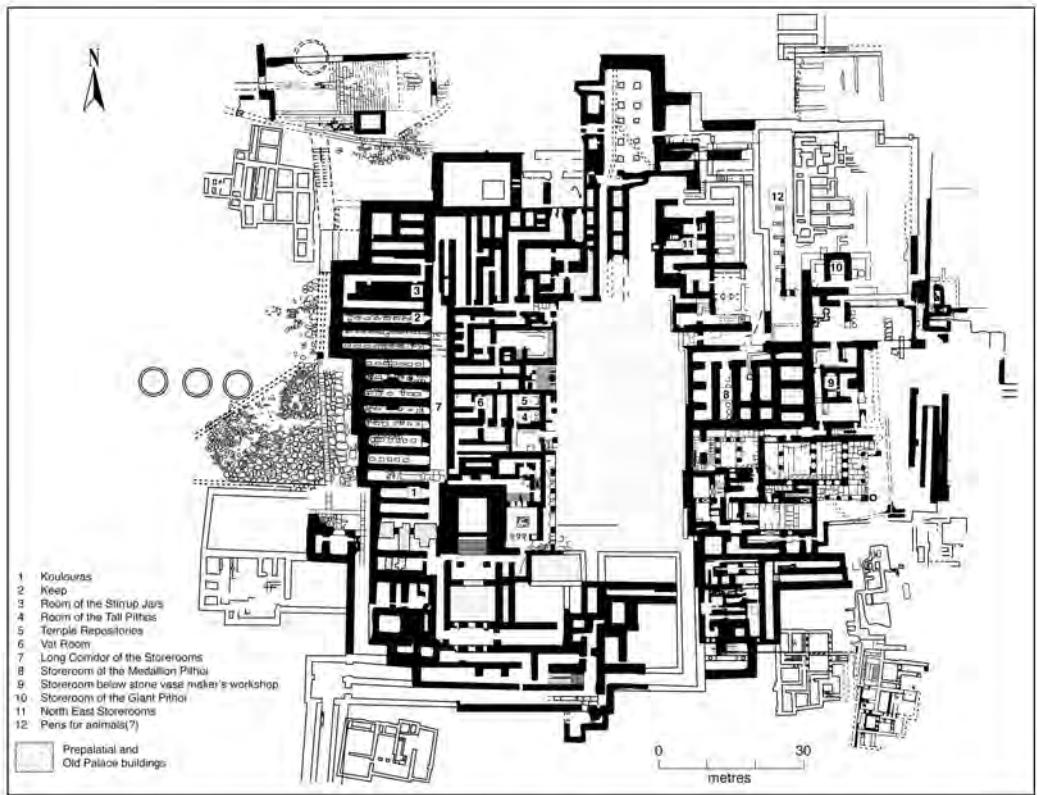 N
12
11
10
3
2
9
8
7
6
5
4
1
1 Koulouras
2 Keep
3 Room of the Stirrup Jars
4 Room of the Tall Pithos
5 Temple Repositories
6 Vat Room
7 Long Corridor of the Storerooms
8 Storeroom of the Medallion Pithoi
9 Storeroom below stone vase maker's workshop
10 Storeroom of the Giant Pithoi
11 North East Storerooms
12 Pens for animals(?)
Prepalatial and
Old Palace buildings
0 30
metres